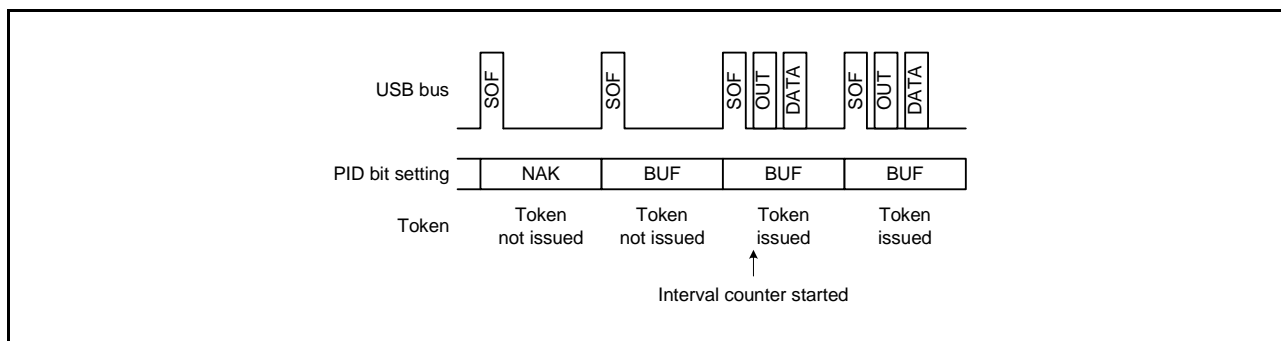 USB bus
SOF SOF SOF OUT DATA SOF OUT DATA
PID bit setting NAK BUF BUF BUF
Token Token not issued Token not issued Token issued Token issued
Interval counter started